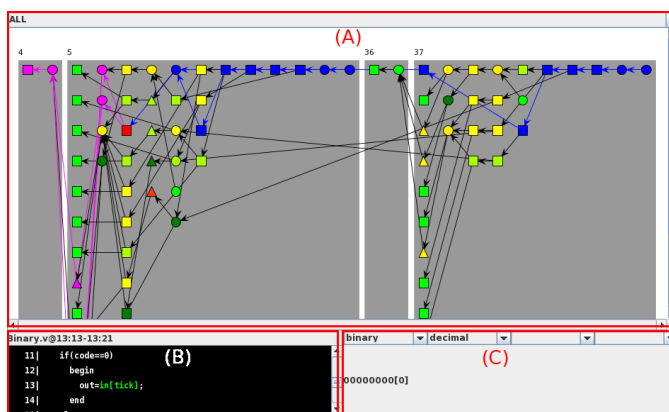 ALL
(A)
4 5 36 37
Binary.v@13:13-13:21
11| if(code==0)
12| begin
13| out=in[tick];
14| end
(B)
binary decimal
(C)
00000000[0]